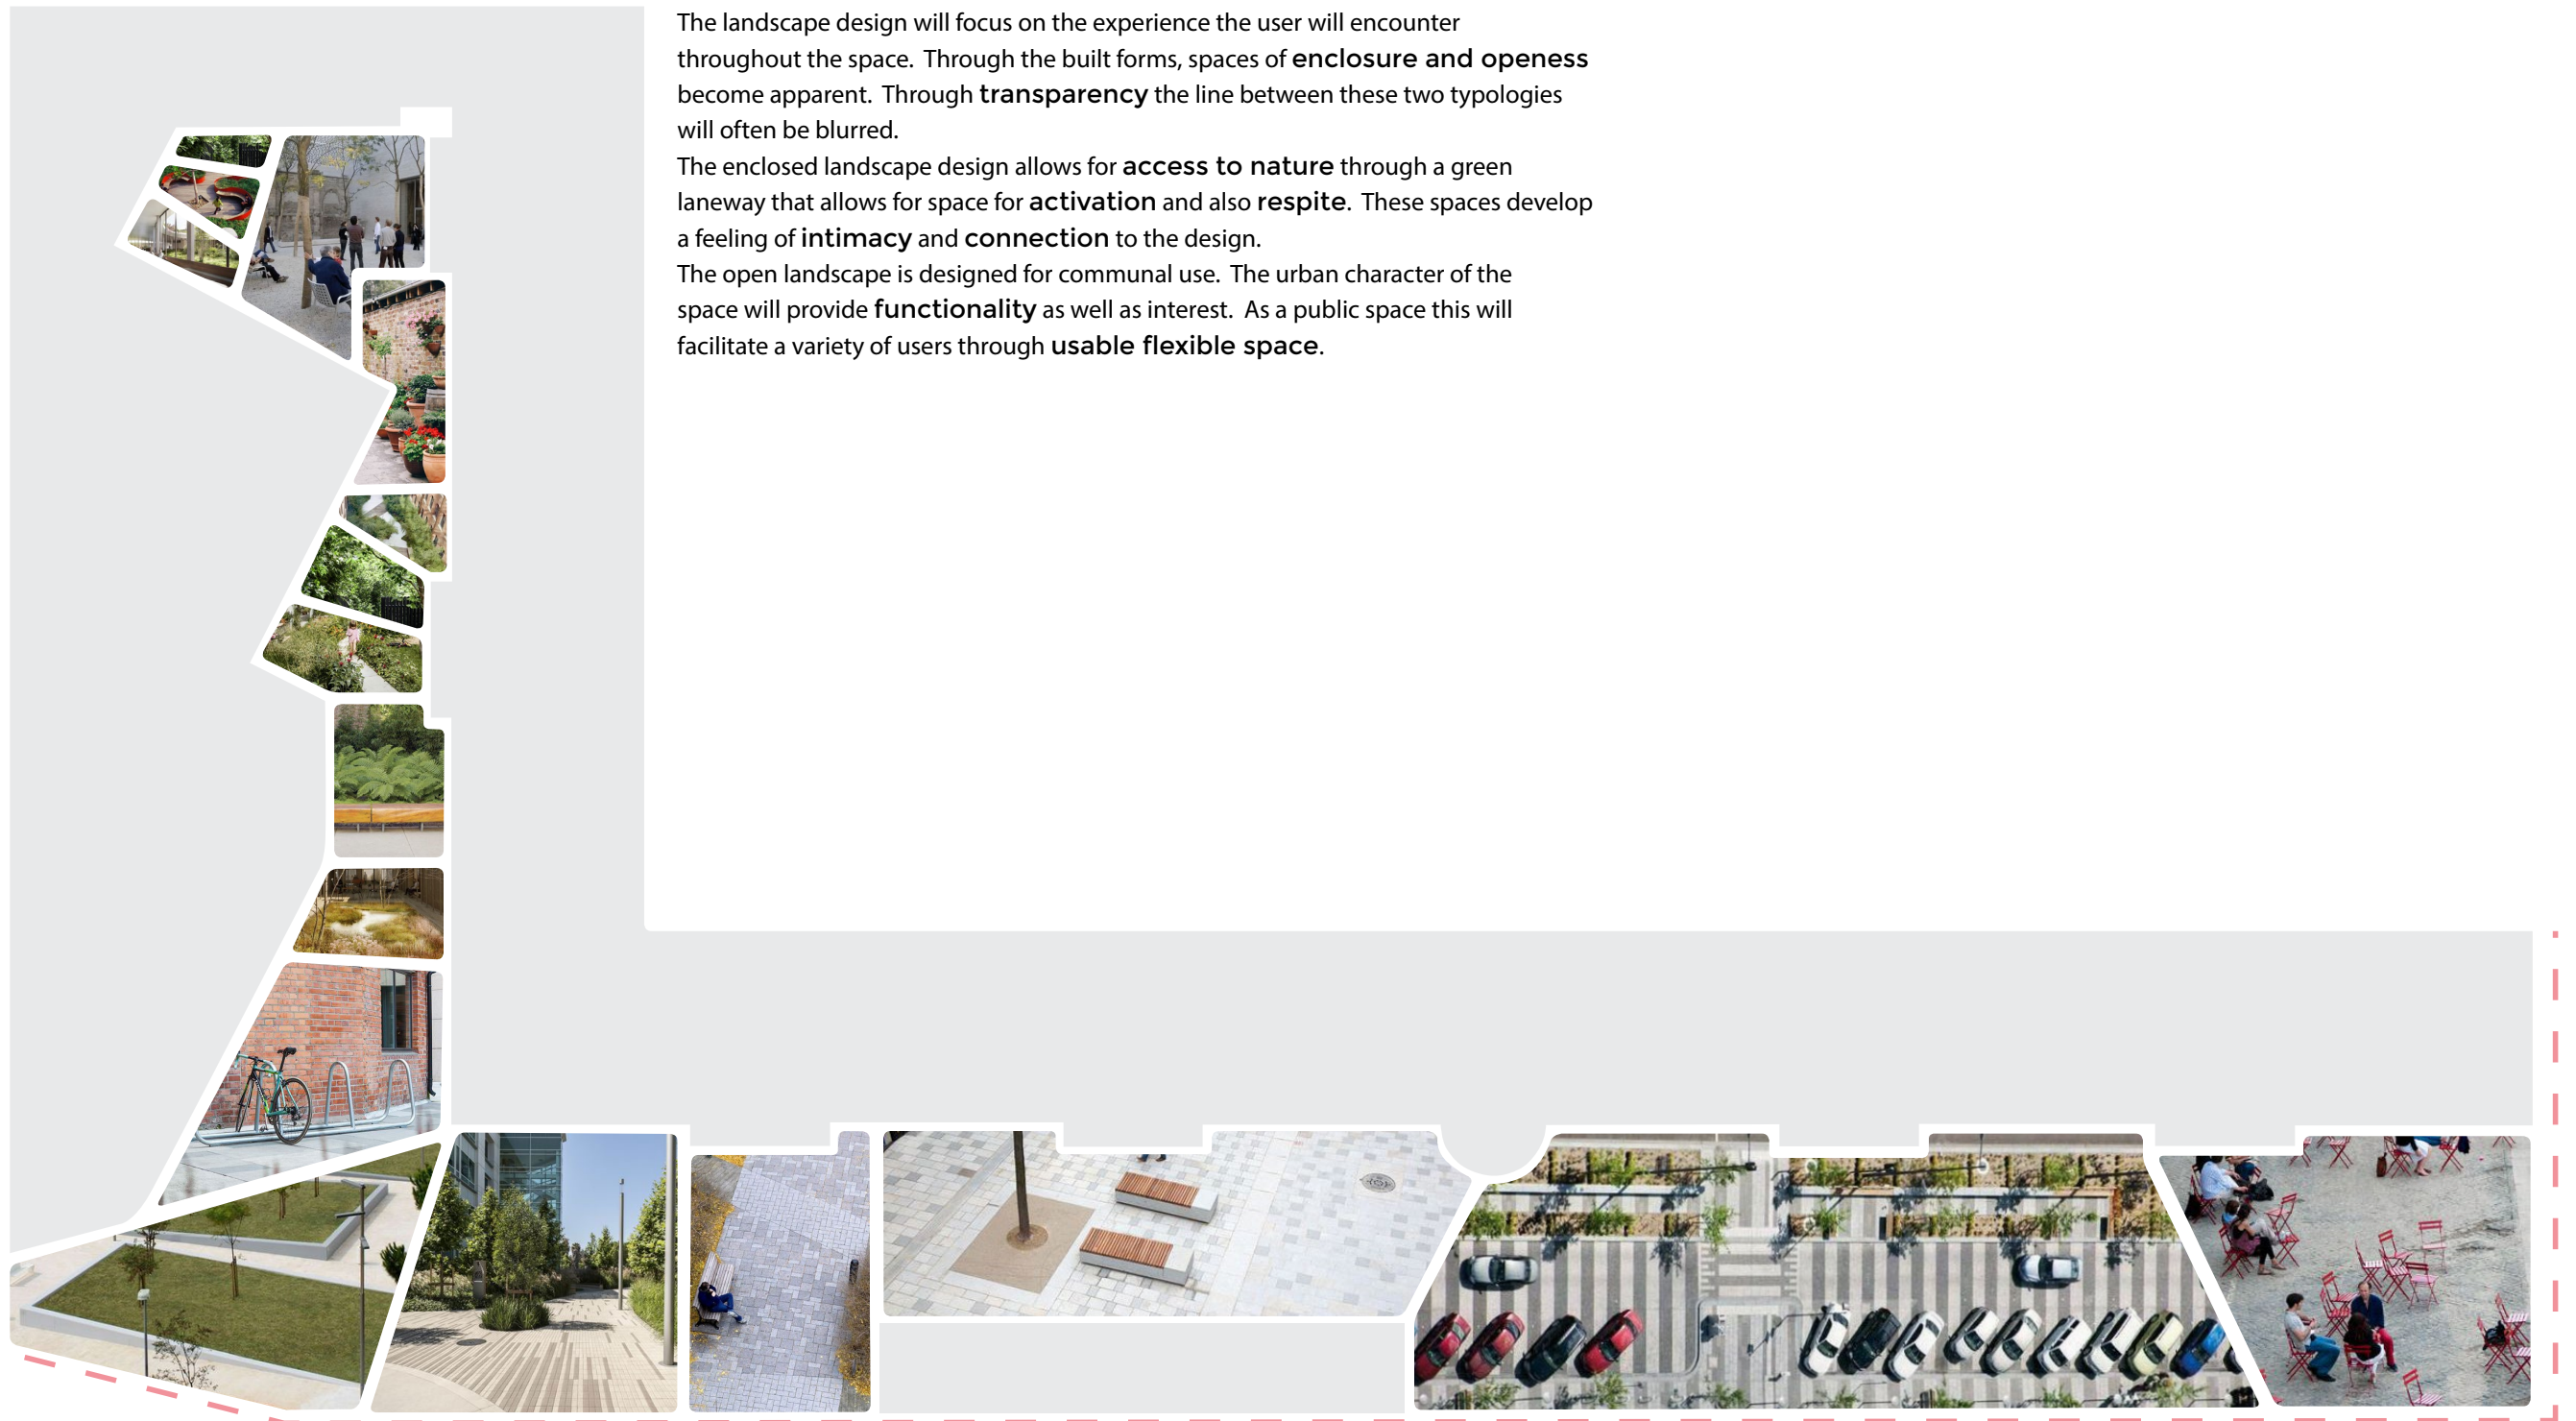 The landscape design will focus on the experience the user will encounter
throughout the space.  Through the built forms, spaces of enclosure and openess
become apparent.  Through transparency the line between these two typologies
will often be blurred.
The enclosed landscape design allows for access to nature through a green
laneway that allows for space for activation and also respite.  These spaces develop
a feeling of intimacy and connection to the design.
The open landscape is designed for communal use.  The urban character of the
space will provide functionality as well as interest.  As a public space this will
facilitate a variety of users through usable flexible space.